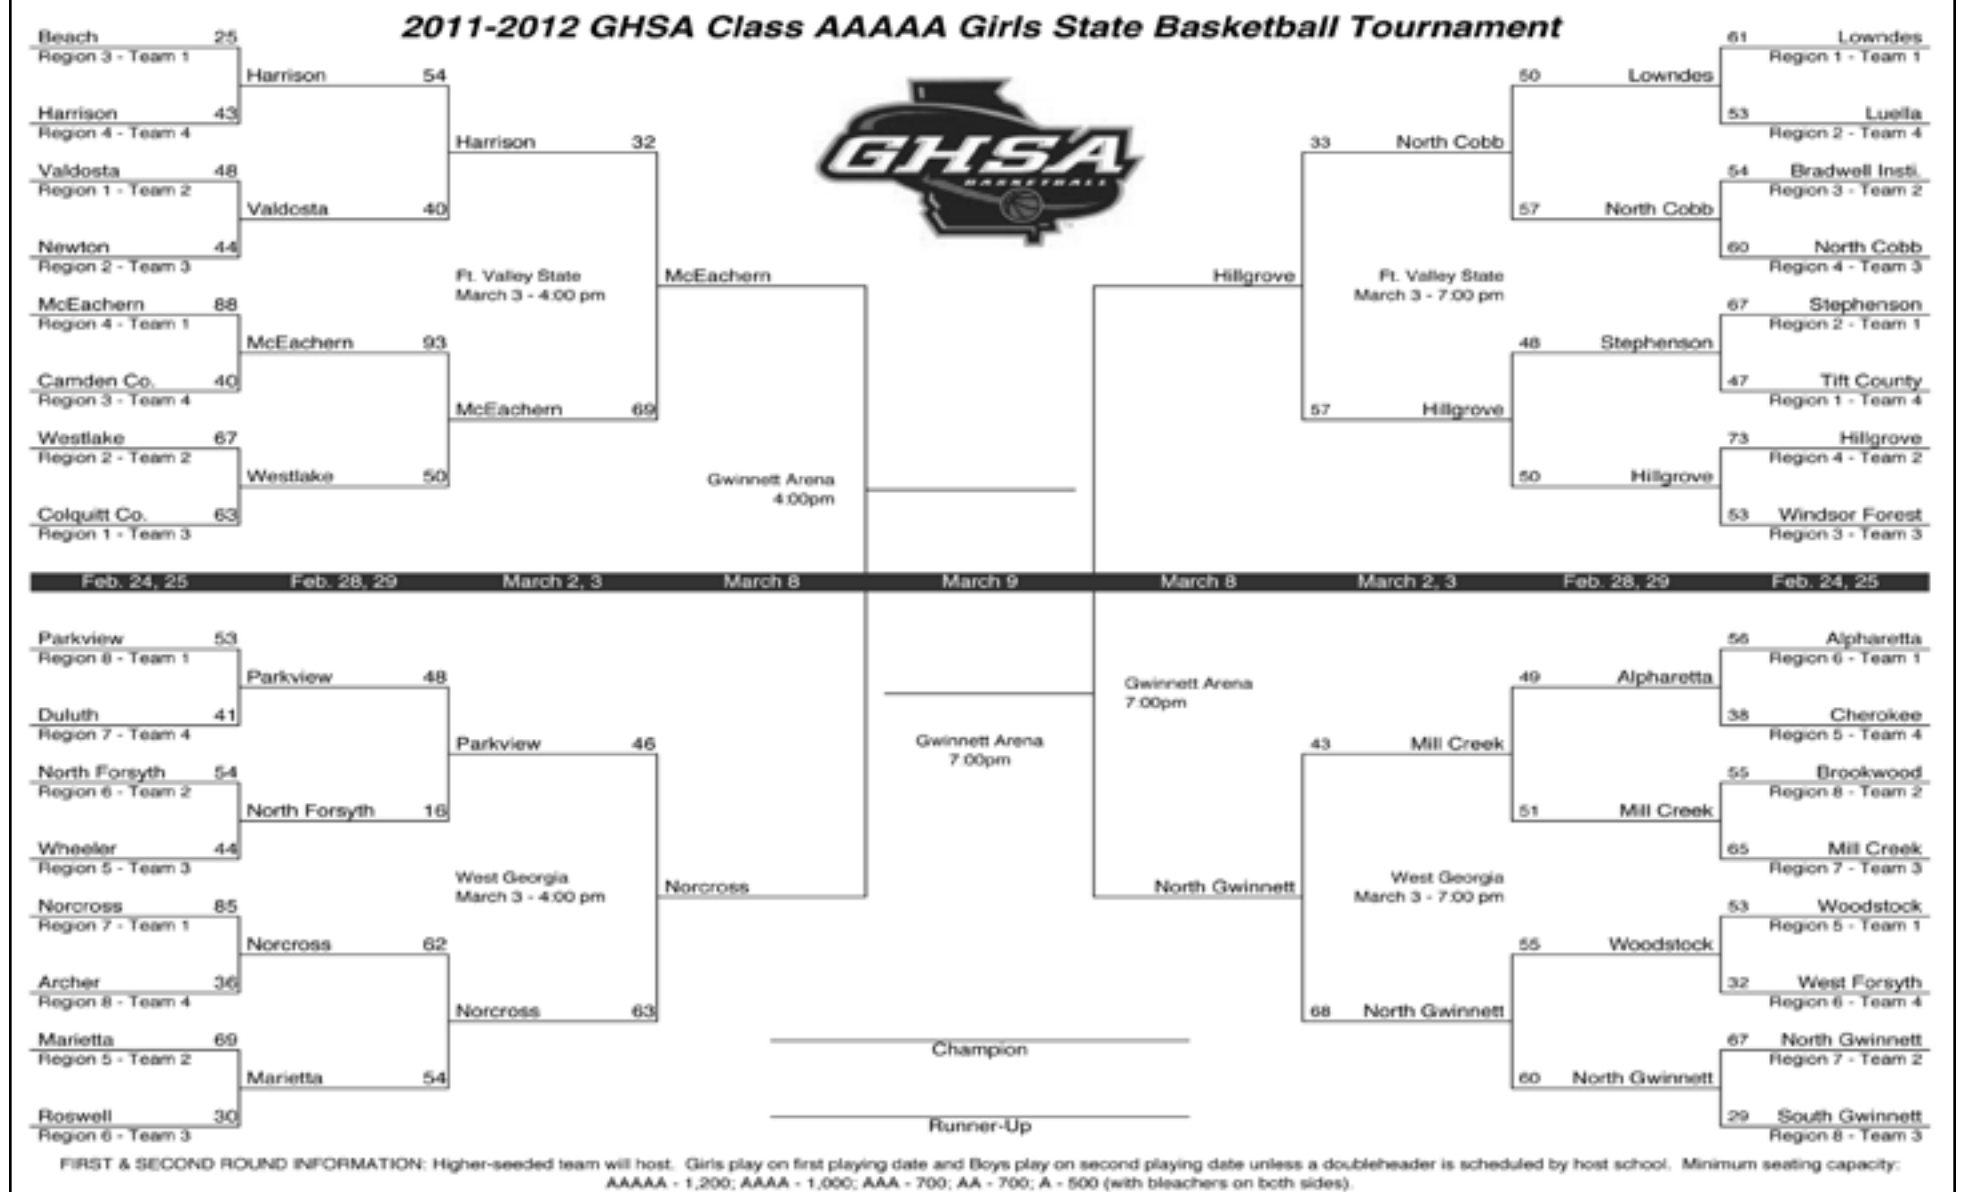 2011-2012 GHSA Class AAAAA Girls State Basketball Tournament
Beach 25
Region 3 - Team 1
Harrison 43
Region 4 - Team 4
Valdosta 48
Region 1 - Team 2
Newton 44
Region 2 - Team 3
McEachern 88
Region 4 - Team 1
Camden Co. 40
Region 3 - Team 4
Westlake 67
Region 2 - Team 2
Colquitt Co. 63
Region 1 - Team 3
Harrison 54
Valdosta 40
McEachern 93
Westlake 50
Harrison 32
Ft. Valley State
March 3 - 4:00 pm
McEachern 69
McEachern
Gwinnett Arena
4:00pm
GHSA
BASKETBALL
Hillgrove
33 North Cobb
Ft. Valley State
March 3 - 7:00 pm
57 Hillgrove
50 Lowndes
57 North Cobb
48 Stephenson
50 Hillgrove
61 Lowndes
Region 1 - Team 1
53 Luella
Region 2 - Team 4
54 Bradwell Insti.
Region 3 - Team 2
60 North Cobb
Region 4 - Team 3
67 Stephenson
Region 2 - Team 1
47 Tift County
Region 1 - Team 4
73 Hillgrove
Region 4 - Team 2
53 Windsor Forest
Region 3 - Team 3
Feb. 24, 25 Feb. 28, 29 March 2, 3 March 8 March 9 March 8 March 2, 3 Feb. 28, 29 Feb. 24, 25
Parkview 53
Region 8 - Team 1
Duluth 41
Region 7 - Team 4
North Forsyth 54
Region 6 - Team 2
Wheeler 44
Region 5 - Team 3
Norcross 85
Region 7 - Team 1
Archer 36
Region 8 - Team 4
Marietta 69
Region 5 - Team 2
Roswell 30
Region 6 - Team 3
Parkview 48
North Forsyth 16
Norcross 62
Marietta 54
Parkview 46
West Georgia
March 3 - 4:00 pm
Norcross 63
Norcross
Gwinnett Arena
7:00pm
Gwinnett Arena
7:00pm
North Gwinnett
43 Mill Creek
West Georgia
March 3 - 7:00 pm
68 North Gwinnett
49 Alpharetta
51 Mill Creek
55 Woodstock
60 North Gwinnett
56 Alpharetta
Region 6 - Team 1
38 Cherokee
Region 5 - Team 4
55 Brookwood
Region 8 - Team 2
65 Mill Creek
Region 7 - Team 3
53 Woodstock
Region 5 - Team 1
32 West Forsyth
Region 6 - Team 4
67 North Gwinnett
Region 7 - Team 2
29 South Gwinnett
Region 8 - Team 3
Champion
Runner-Up
FIRST & SECOND ROUND INFORMATION: Higher-seeded team will host. Girls play on first playing date and Boys play on second playing date unless a doubleheader is scheduled by host school. Minimum seating capacity:
AAAAA - 1,200; AAAA - 1,000; AAA - 700; AA - 700; A - 500 (with bleachers on both sides).